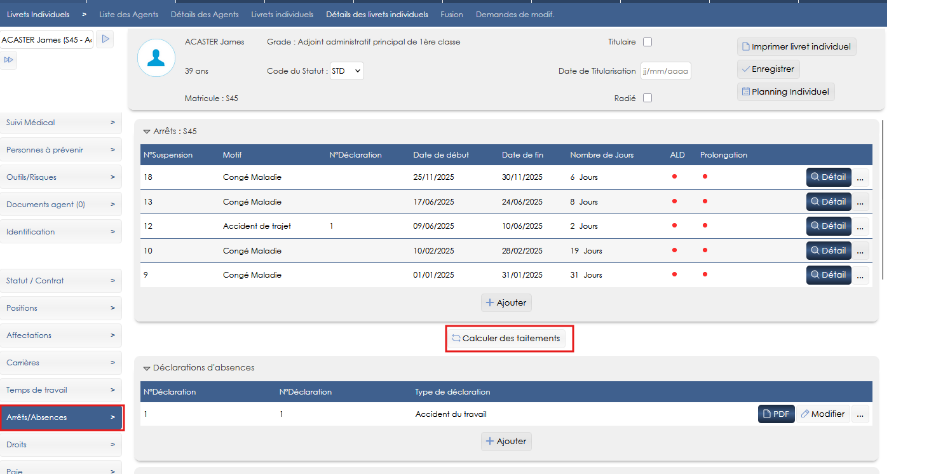 Livrets Individuels > Liste des Agents Détails des Agents Livrets individuels Détails des livrets individuels Fusion Demandes de modif.
ACASTER James (S45 - Ac
ACASTER James Grade : Adjoint administratif principal de 1ère classe Titulaire Imprimer livret individuel
39 ans Code du Statut : STD Date de Titularisation jj/mm/aaaa Enregistrer
Matricule : S45 Radié Planning Individuel
Suivi Médical >
Personnes à prévenir >
Outils/Risques >
Documents agent (0) >
Identification >
Statut / Contrat >
Positions >
Affectations >
Carrières >
Temps de travail >
Arrêts/Absences >
Droits >
Paie >
Arrêts : S45
N°Suspension Motif N°Déclaration Date de début Date de fin Nombre de Jours ALD Prolongation
18 Congé Maladie 25/11/2025 30/11/2025 6 Jours Détail ...
13 Congé Maladie 17/06/2025 24/06/2025 8 Jours Détail ...
12 Accident de trajet 1 09/06/2025 10/06/2025 2 Jours Détail ...
10 Congé Maladie 10/02/2025 28/02/2025 19 Jours Détail ...
9 Congé Maladie 01/01/2025 31/01/2025 31 Jours Détail ...
+ Ajouter
Calculer des taitements
Déclarations d'absences
N°Déclaration N°Déclaration Type de déclaration
1 1 Accident du travail PDF Modifier ...
+ Ajouter